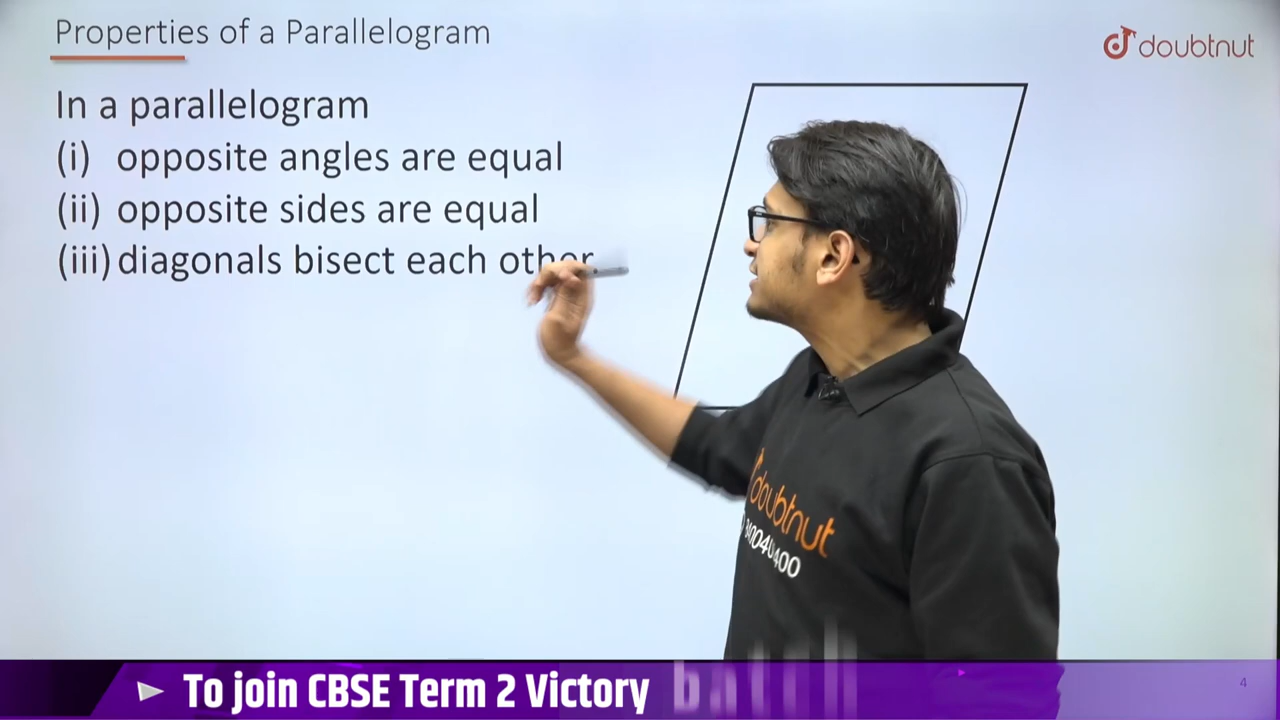 Properties of a Parallelogram
doubtnut
In a parallelogram
(i) opposite angles are equal
(ii) opposite sides are equal
(iii) diagonals bisect each other
doubtnut
To join CBSE Term 2 Victory
4